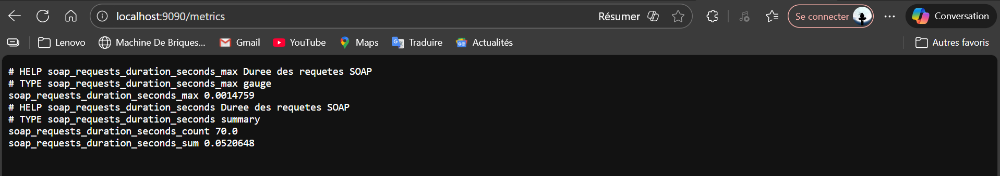 localhost:9090/metrics
Résumer
Se connecter
Conversation
Lenovo
Machine De Briques...
Gmail
YouTube
Maps
Traduire
Actualités
Autres favoris
# HELP soap_requests_duration_seconds_max Duree des requetes SOAP
# TYPE soap_requests_duration_seconds_max gauge
soap_requests_duration_seconds_max 0.0014759
# HELP soap_requests_duration_seconds Duree des requetes SOAP
# TYPE soap_requests_duration_seconds summary
soap_requests_duration_seconds_count 70.0
soap_requests_duration_seconds_sum 0.0520648